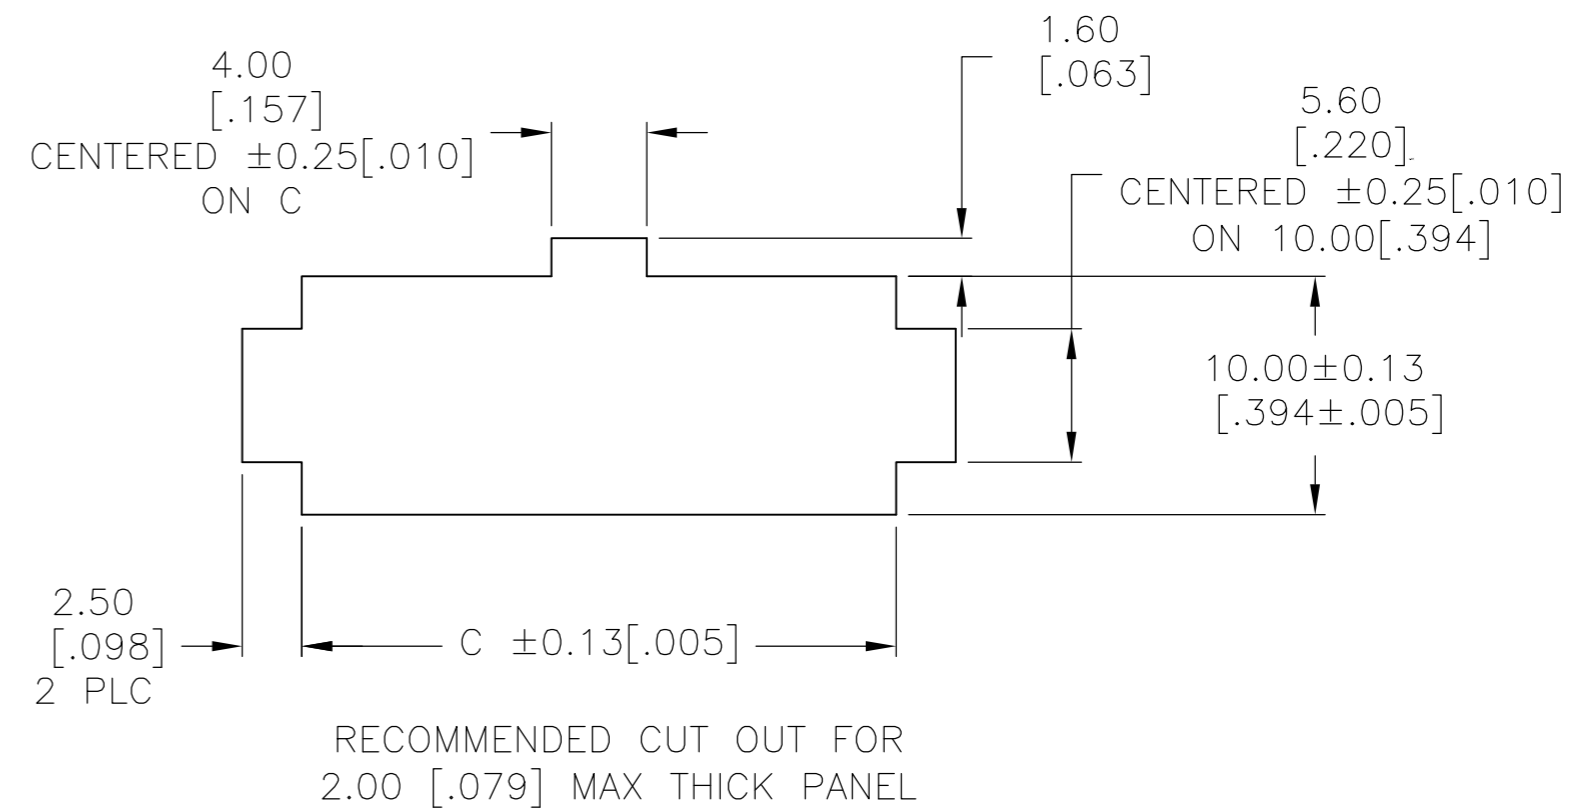 4.00
[.157]
CENTERED ±0.25[.010]
ON C
1.60
[.063]
5.60
[.220]
CENTERED ±0.25[.010]
ON 10.00[.394]
10.00±0.13
[.394±.005]
2.50
[.098]
2 PLC
C ±0.13[.005]
RECOMMENDED CUT OUT FOR
2.00 [.079] MAX THICK PANEL